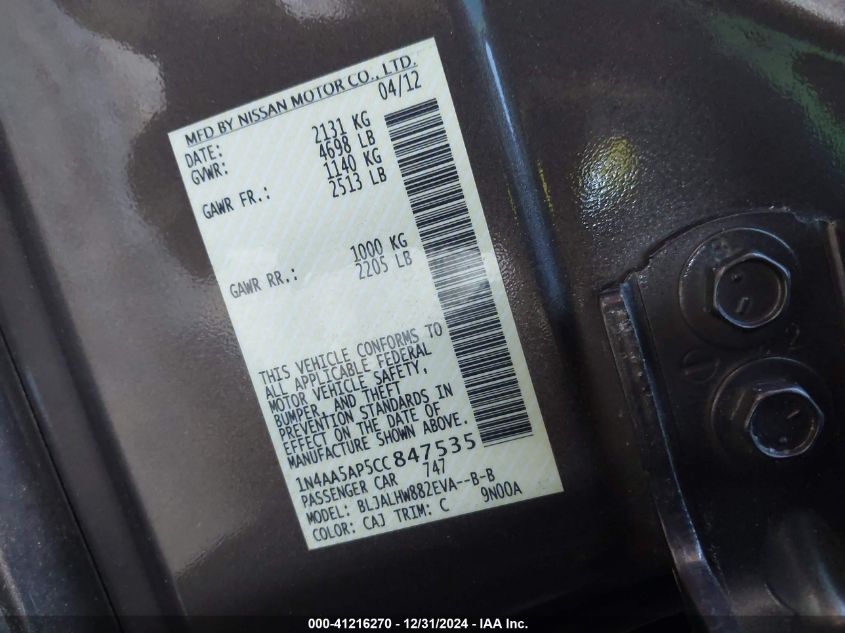 MFD BY NISSAN MOTOR CO., LTD.
DATE: 04/12
GVWR: 2131 KG
4698 LB
GAWR FR.: 1140 KG
2513 LB
GAWR RR.: 1000 KG
2205 LB
THIS VEHICLE CONFORMS TO
ALL APPLICABLE FEDERAL
MOTOR VEHICLE SAFETY,
BUMPER, AND THEFT
PREVENTION STANDARDS IN
EFFECT ON THE DATE OF
MANUFACTURE SHOWN ABOVE.
1N4AA5AP5CC847535
PASSENGER CAR 747
MODEL: BLJALHW882EVA--B-B
COLOR: CAJ TRIM: C 9N00A
2
000-41216270 - 12/31/2024 - IAA Inc.